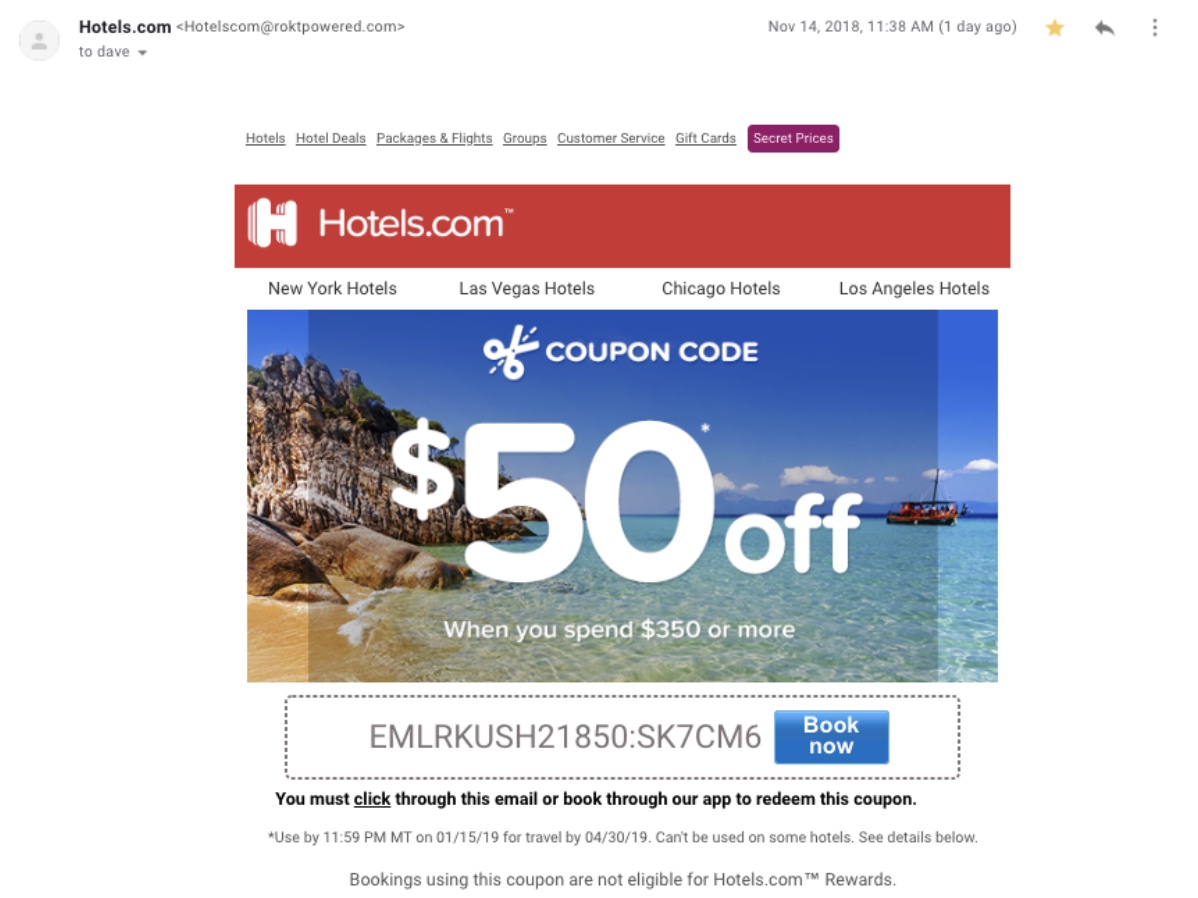 Hotels.com <Hotelscom@roktpowered.com>
Nov 14, 2018, 11:38 AM (1 day ago)
to dave
Hotels Hotel Deals Packages & Flights Groups Customer Service Gift Cards Secret Prices
H Hotels.com™
New York Hotels Las Vegas Hotels Chicago Hotels Los Angeles Hotels
COUPON CODE
$50* off
When you spend $350 or more
EMLRKUSH21850:SK7CM6
Book
now
You must click through this email or book through our app to redeem this coupon.
*Use by 11:59 PM MT on 01/15/19 for travel by 04/30/19. Can't be used on some hotels. See details below.
Bookings using this coupon are not eligible for Hotels.com™ Rewards.